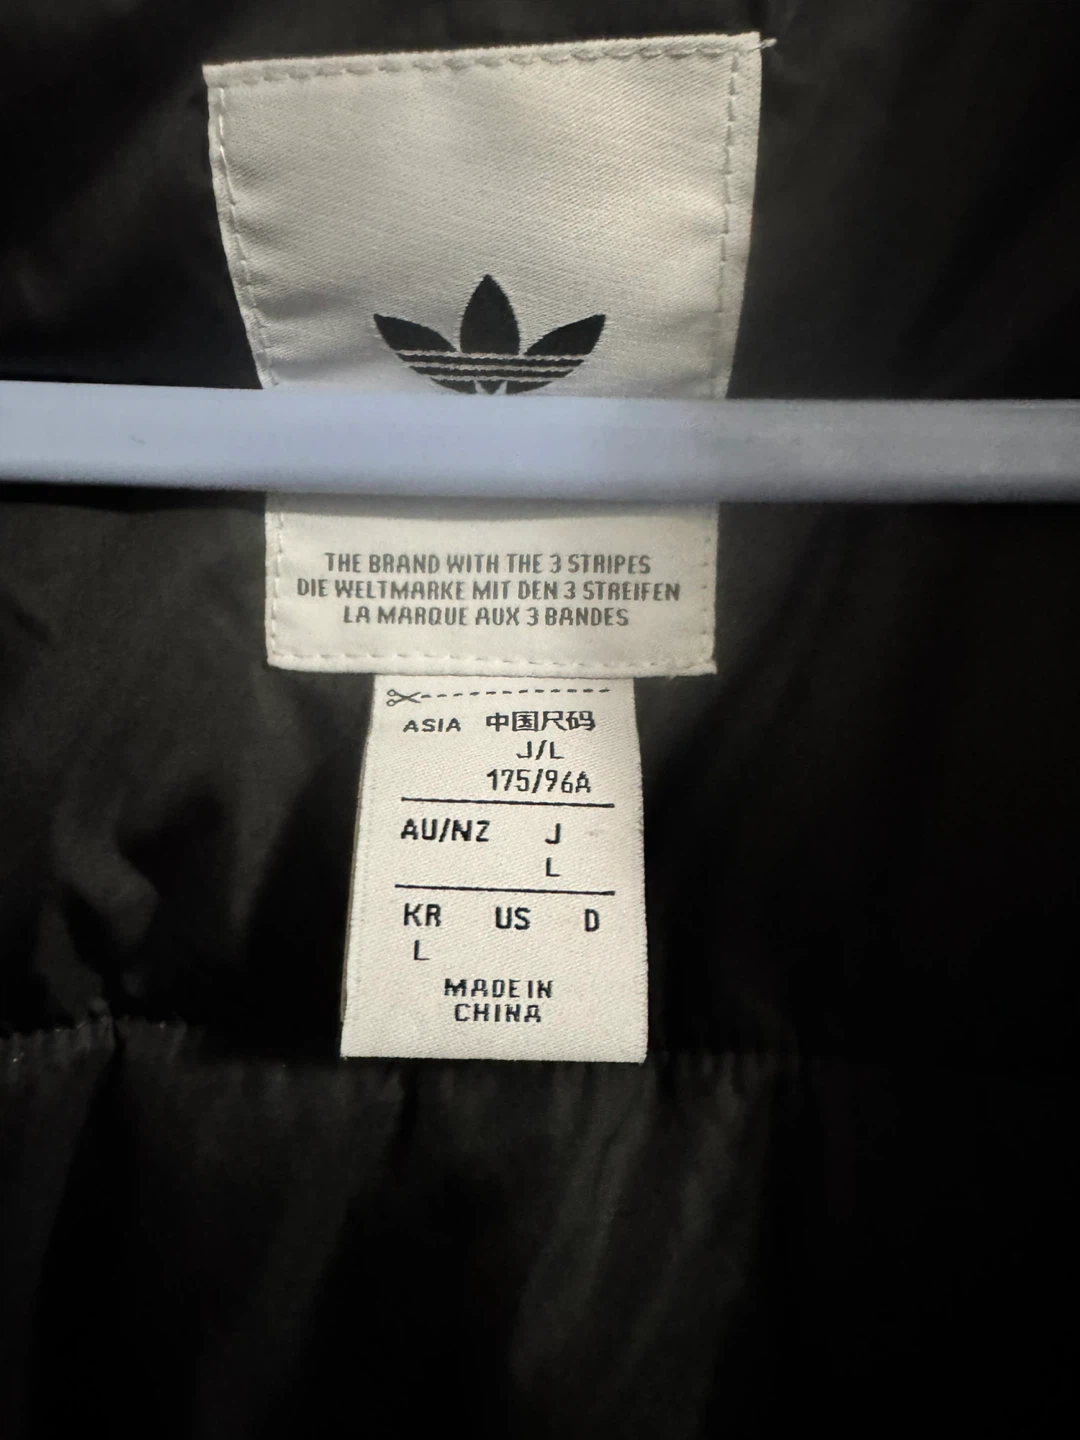 THE BRAND WITH THE 3 STRIPES
DIE WELTMARKE MIT DEN 3 STREIFEN
LA MARQUE AUX 3 BANDES
ASIA 中国尺码
J/L
175/96A
AU/NZ J
L
KR US D
L
MADE IN
CHINA